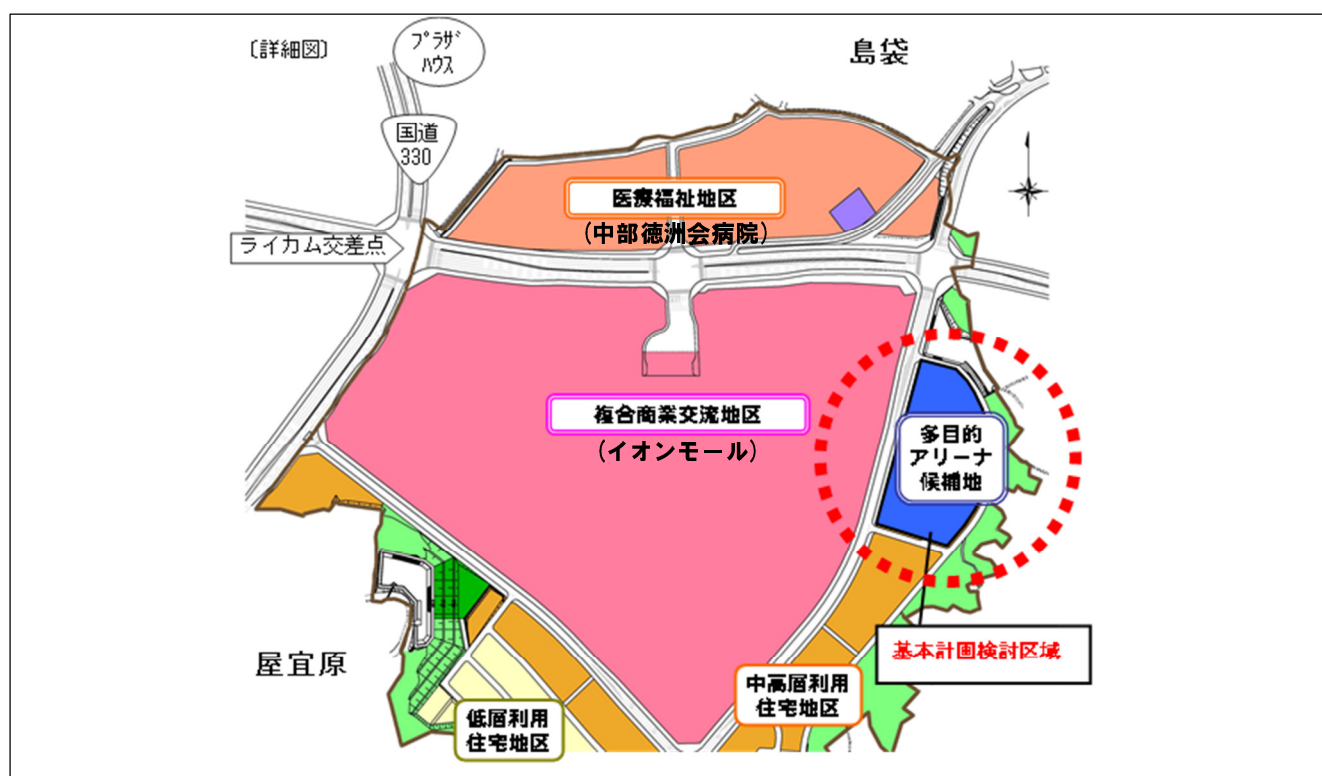 〔詳細図〕
ﾌﾟﾗｻﾞ
ﾊｳｽ
島袋
国道
330
医療福祉地区
(中部徳洲会病院)
ライカム交差点
複合商業交流地区
(イオンモール)
多目的
アリーナ
候補地
基本計画検討区域
屋宜原
中高層利用
住宅地区
低層利用
住宅地区